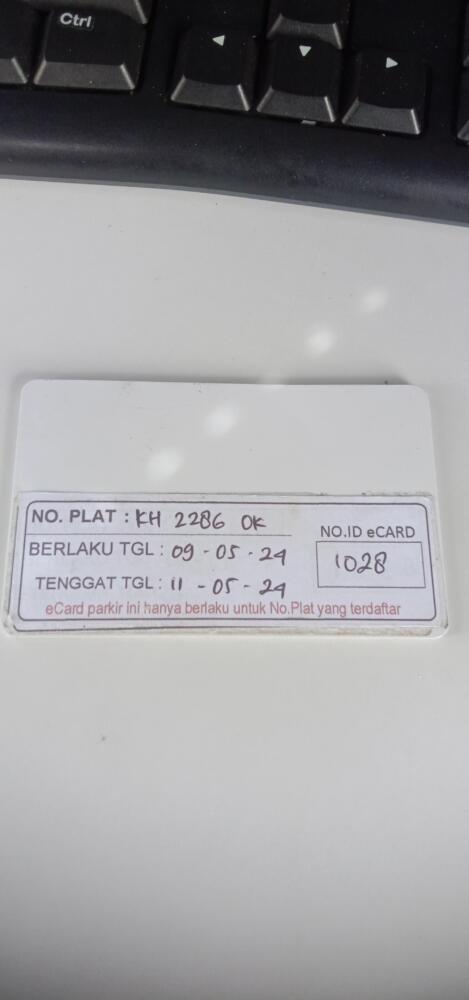 Ctrl
NO. PLAT : KH 2286 OK
NO.ID eCARD
BERLAKU TGL : 09 - 05 - 24
1028
TENGGAT TGL : 11 - 05 - 24
eCard parkir ini hanya berlaku untuk No.Plat yang terdaftar